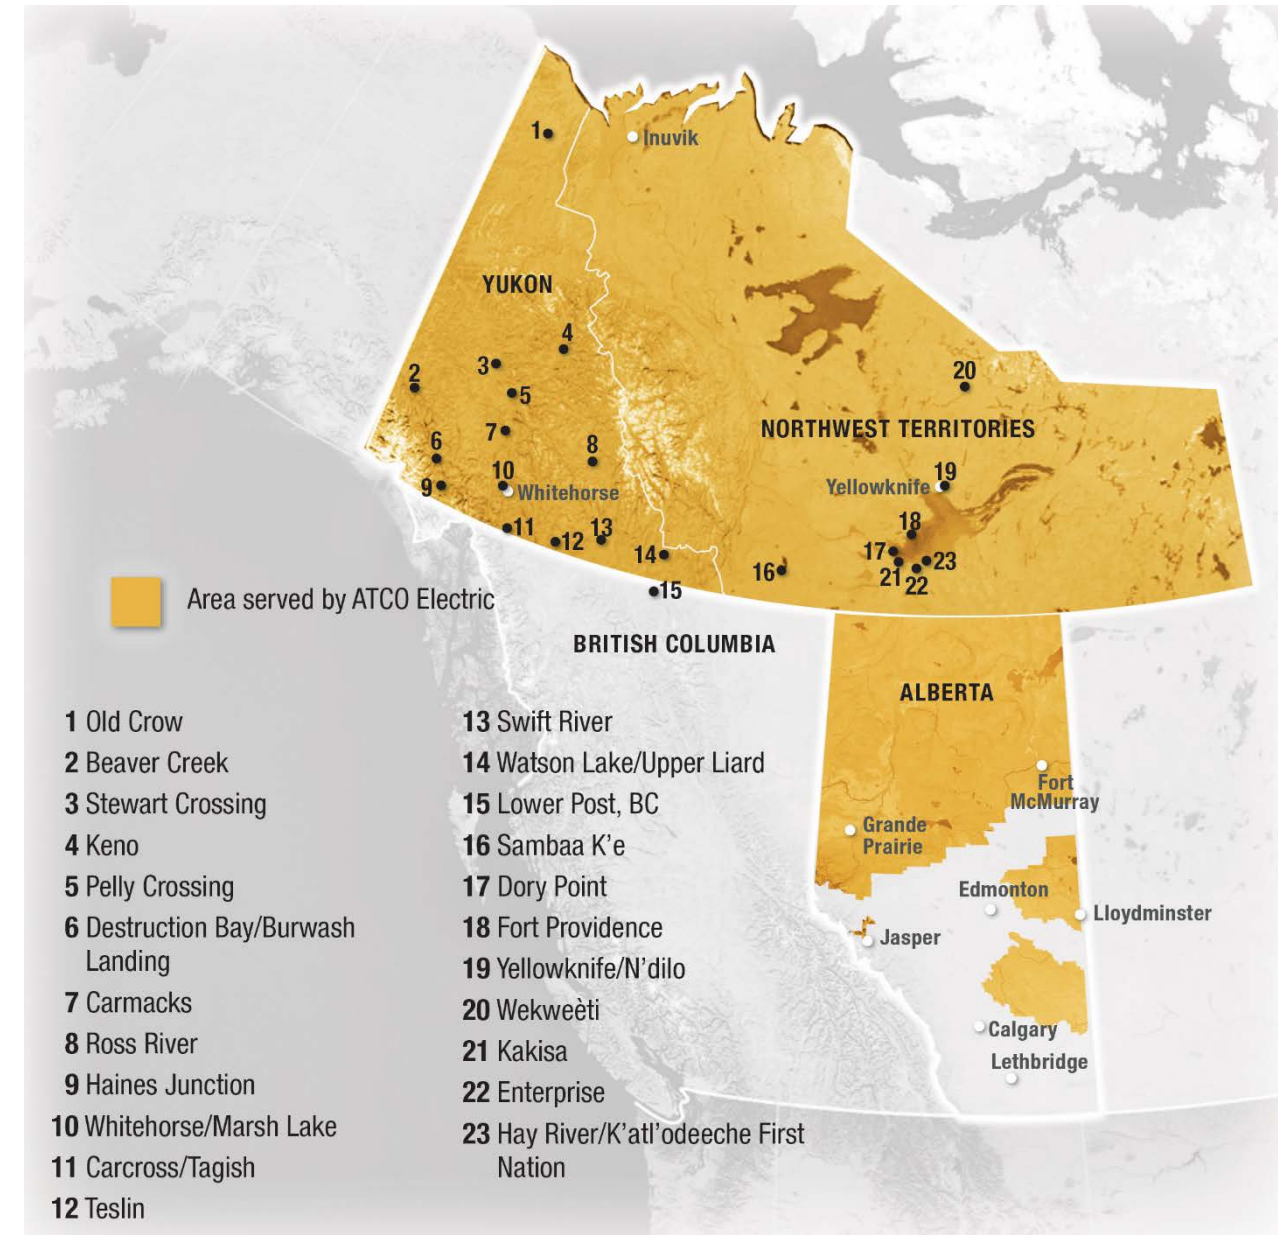 1
Inuvik
YUKON
4
3
2
5
20
7
NORTHWEST TERRITORIES
6
8
10
19
9
Whitehorse
Yellowknife
11
13
18
12
14
17
23
16
21
22
15
Area served by ATCO Electric
BRITISH COLUMBIA
ALBERTA
Fort
McMurray
Grande
Prairie
Edmonton
Lloydminster
Jasper
Calgary
Lethbridge
1 Old Crow
2 Beaver Creek
3 Stewart Crossing
4 Keno
5 Pelly Crossing
6 Destruction Bay/Burwash
Landing
7 Carmacks
8 Ross River
9 Haines Junction
10 Whitehorse/Marsh Lake
11 Carcross/Tagish
12 Teslin
13 Swift River
14 Watson Lake/Upper Liard
15 Lower Post, BC
16 Sambaa K’e
17 Dory Point
18 Fort Providence
19 Yellowknife/N’dilo
20 Wekweèti
21 Kakisa
22 Enterprise
23 Hay River/K’atl’odeeche First
Nation